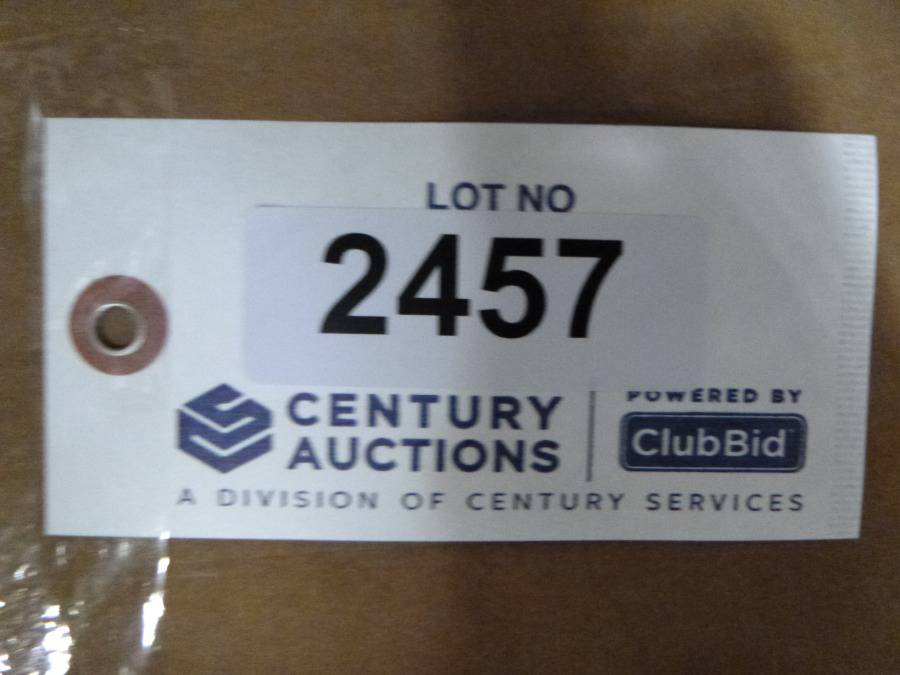 LOT NO
2457
CENTURY
AUCTIONS
POWERED BY
ClubBid
A DIVISION OF CENTURY SERVICES